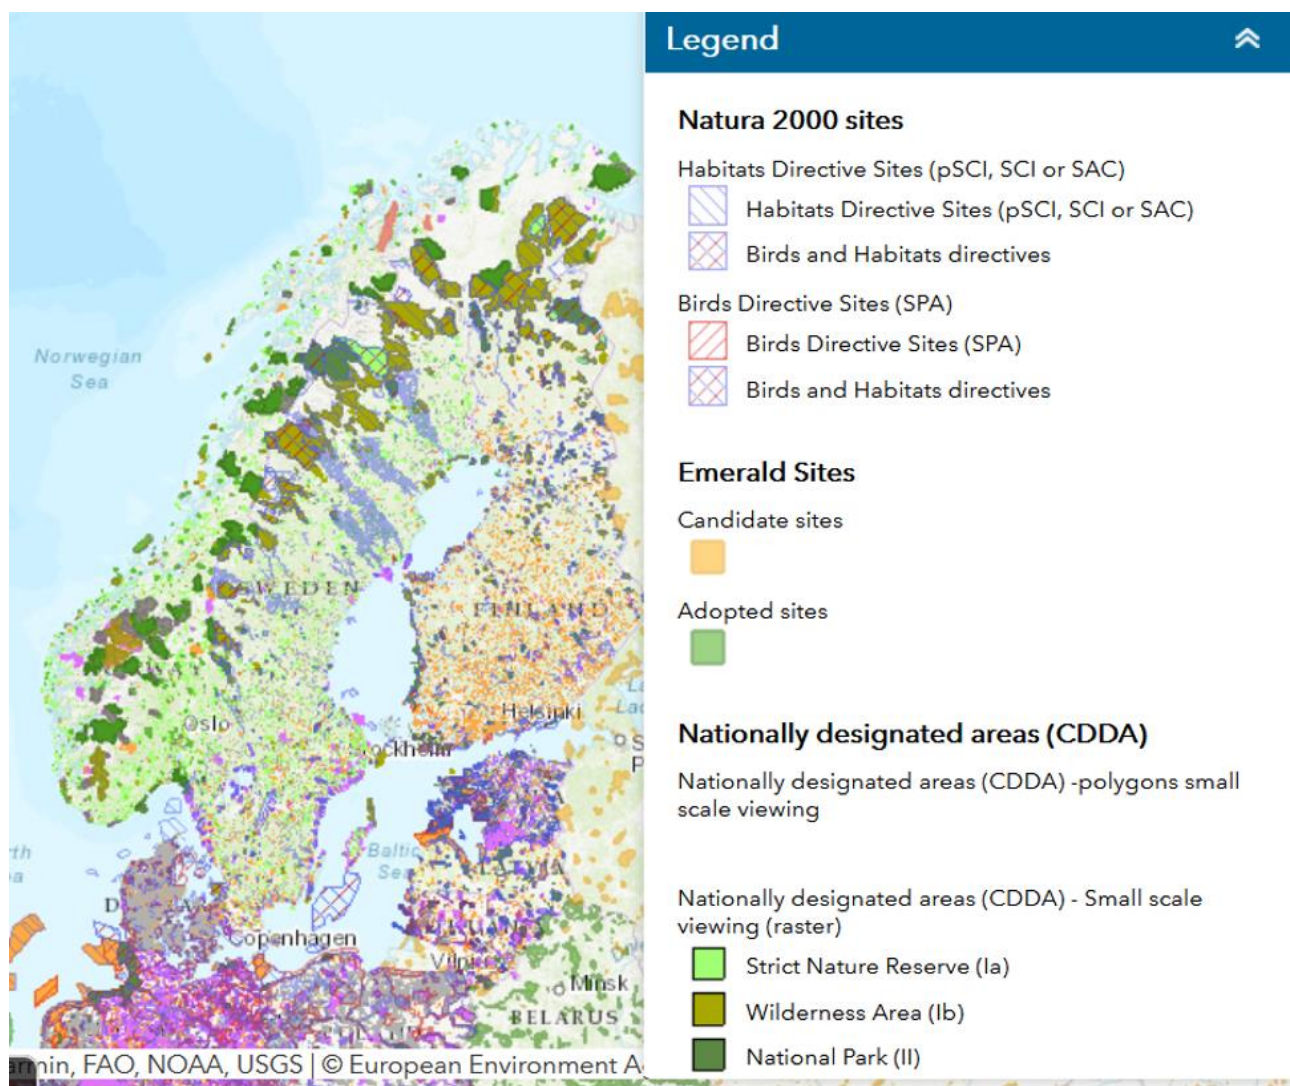 Legend
Natura 2000 sites
Habitats Directive Sites (pSCI, SCI or SAC)
Habitats Directive Sites (pSCI, SCI or SAC)
Birds and Habitats directives
Birds Directive Sites (SPA)
Birds Directive Sites (SPA)
Birds and Habitats directives
Emerald Sites
Candidate sites
Adopted sites
Nationally designated areas (CDDA)
Nationally designated areas (CDDA) -polygons small
scale viewing
Nationally designated areas (CDDA) - Small scale
viewing (raster)
Strict Nature Reserve (Ia)
Wilderness Area (Ib)
National Park (II)
Norwegian
Sea
SWEDEN
FINLAND
Oslo
Helsinki
Stockholm
Baltic
Sea
LATVIA
Copenhagen
Minsk
BELARUS
FAO, NOAA, USGS | © European Environment A